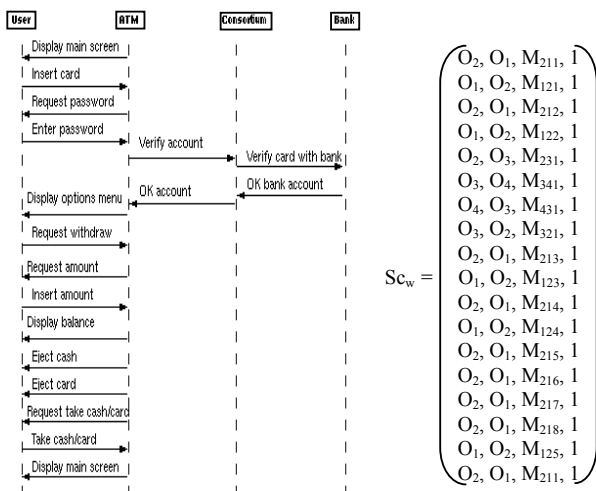 User ATM Consortium Bank
Display main screen
Insert card
Request password
Enter password
Verify account
Verify card with bank
OK bank account
OK account
Display options menu
Request withdraw
Request amount
Insert amount
Display balance
Eject cash
Eject card
Request take cash/card
Take cash/card
Display main screen
Sc_w =
O₂, O₁, M₂₁₁, 1
O₁, O₂, M₁₂₁, 1
O₂, O₁, M₂₁₂, 1
O₁, O₂, M₁₂₂, 1
O₂, O₃, M₂₃₁, 1
O₃, O₄, M₃₄₁, 1
O₄, O₃, M₄₃₁, 1
O₃, O₂, M₃₂₁, 1
O₂, O₁, M₂₁₃, 1
O₁, O₂, M₁₂₃, 1
O₂, O₁, M₂₁₄, 1
O₁, O₂, M₁₂₄, 1
O₂, O₁, M₂₁₅, 1
O₂, O₁, M₂₁₆, 1
O₂, O₁, M₂₁₇, 1
O₂, O₁, M₂₁₈, 1
O₁, O₂, M₁₂₅, 1
O₂, O₁, M₂₁₁, 1